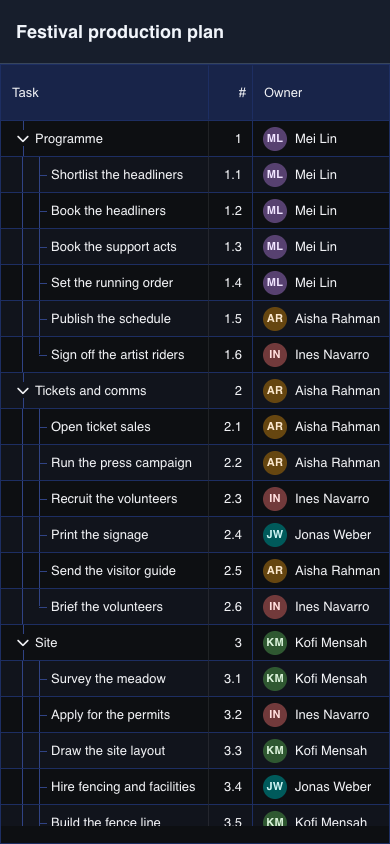 Festival production plan
Task # Owner
Programme 1 ML Mei Lin
Shortlist the headliners 1.1 ML Mei Lin
Book the headliners 1.2 ML Mei Lin
Book the support acts 1.3 ML Mei Lin
Set the running order 1.4 ML Mei Lin
Publish the schedule 1.5 AR Aisha Rahman
Sign off the artist riders 1.6 IN Ines Navarro
Tickets and comms 2 AR Aisha Rahman
Open ticket sales 2.1 AR Aisha Rahman
Run the press campaign 2.2 AR Aisha Rahman
Recruit the volunteers 2.3 IN Ines Navarro
Print the signage 2.4 JW Jonas Weber
Send the visitor guide 2.5 AR Aisha Rahman
Brief the volunteers 2.6 IN Ines Navarro
Site 3 KM Kofi Mensah
Survey the meadow 3.1 KM Kofi Mensah
Apply for the permits 3.2 IN Ines Navarro
Draw the site layout 3.3 KM Kofi Mensah
Hire fencing and facilities 3.4 JW Jonas Weber
Build the fence line 3.5 KM Kofi Mensah